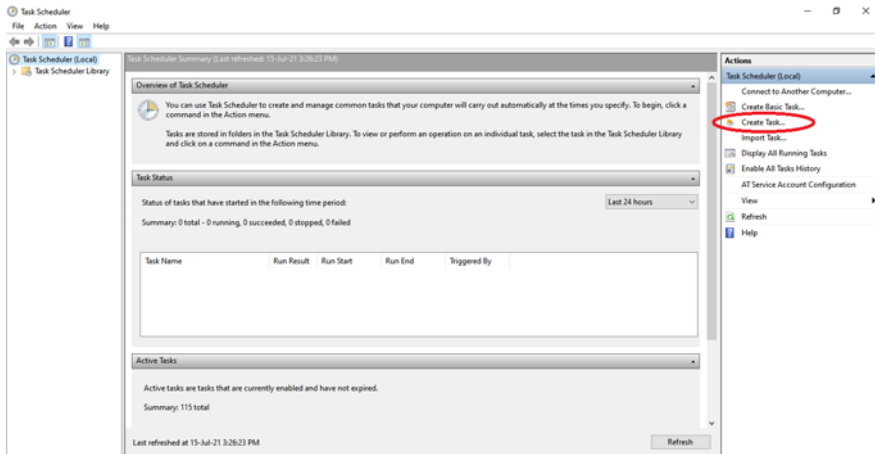 Task Scheduler
File Action View Help
Task Scheduler (Local)
Task Scheduler Library
Task Scheduler Summary (Last refreshed: 15-Jul-21 3:26:23 PM)
Overview of Task Scheduler
You can use Task Scheduler to create and manage common tasks that your computer will carry out automatically at the times you specify. To begin, click a
command in the Action menu.
Tasks are stored in folders in the Task Scheduler Library. To view or perform an operation on an individual task, select the task in the Task Scheduler Library
and click on a command in the Action menu.
Task Status
Status of tasks that have started in the following time period:
Last 24 hours
Summary: 0 total - 0 running, 0 succeeded, 0 stopped, 0 failed
Task Name Run Result Run Start Run End Triggered By
Active Tasks
Active tasks are tasks that are currently enabled and have not expired.
Summary: 115 total
Last refreshed at 15-Jul-21 3:26:23 PM
Refresh
Actions
Task Scheduler (Local)
Connect to Another Computer...
Create Basic Task...
Create Task...
Import Task...
Display All Running Tasks
Enable All Tasks History
AT Service Account Configuration
View
Refresh
Help